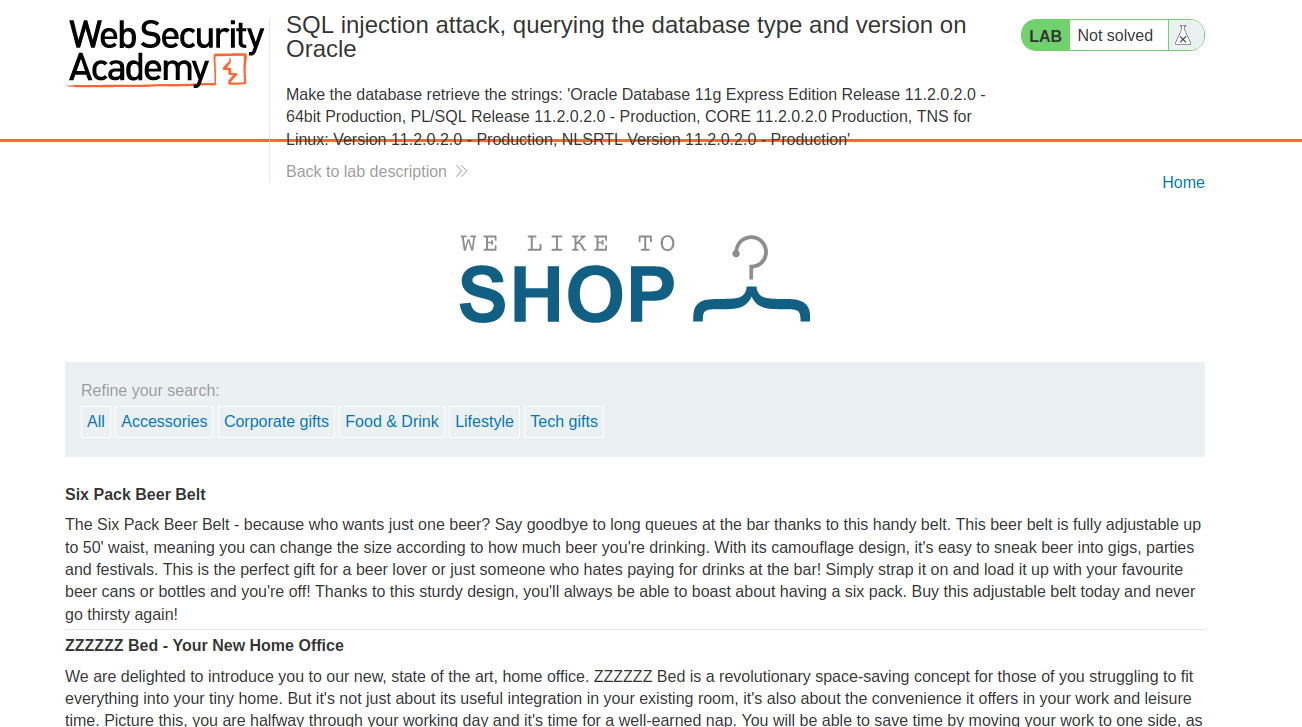 Web Security
Academy
SQL injection attack, querying the database type and version on
Oracle
LAB Not solved
Make the database retrieve the strings: 'Oracle Database 11g Express Edition Release 11.2.0.2.0 -
64bit Production, PL/SQL Release 11.2.0.2.0 - Production, CORE 11.2.0.2.0 Production, TNS for
Linux: Version 11.2.0.2.0 - Production, NLSRTL Version 11.2.0.2.0 - Production'
Back to lab description
Home
WE LIKE TO
SHOP
Refine your search:
All Accessories Corporate gifts Food & Drink Lifestyle Tech gifts
Six Pack Beer Belt
The Six Pack Beer Belt - because who wants just one beer? Say goodbye to long queues at the bar thanks to this handy belt. This beer belt is fully adjustable up
to 50' waist, meaning you can change the size according to how much beer you're drinking. With its camouflage design, it's easy to sneak beer into gigs, parties
and festivals. This is the perfect gift for a beer lover or just someone who hates paying for drinks at the bar! Simply strap it on and load it up with your favourite
beer cans or bottles and you're off! Thanks to this sturdy design, you'll always be able to boast about having a six pack. Buy this adjustable belt today and never
go thirsty again!
ZZZZZZ Bed - Your New Home Office
We are delighted to introduce you to our new, state of the art, home office. ZZZZZZ Bed is a revolutionary space-saving concept for those of you struggling to fit
everything into your tiny home. But it's not just about its useful integration in your existing room, it's also about the convenience it offers in your work and leisure
time. Picture this, you are halfway through your working day and it's time for a well-earned nap. You will be able to save time by moving your work to one side, as